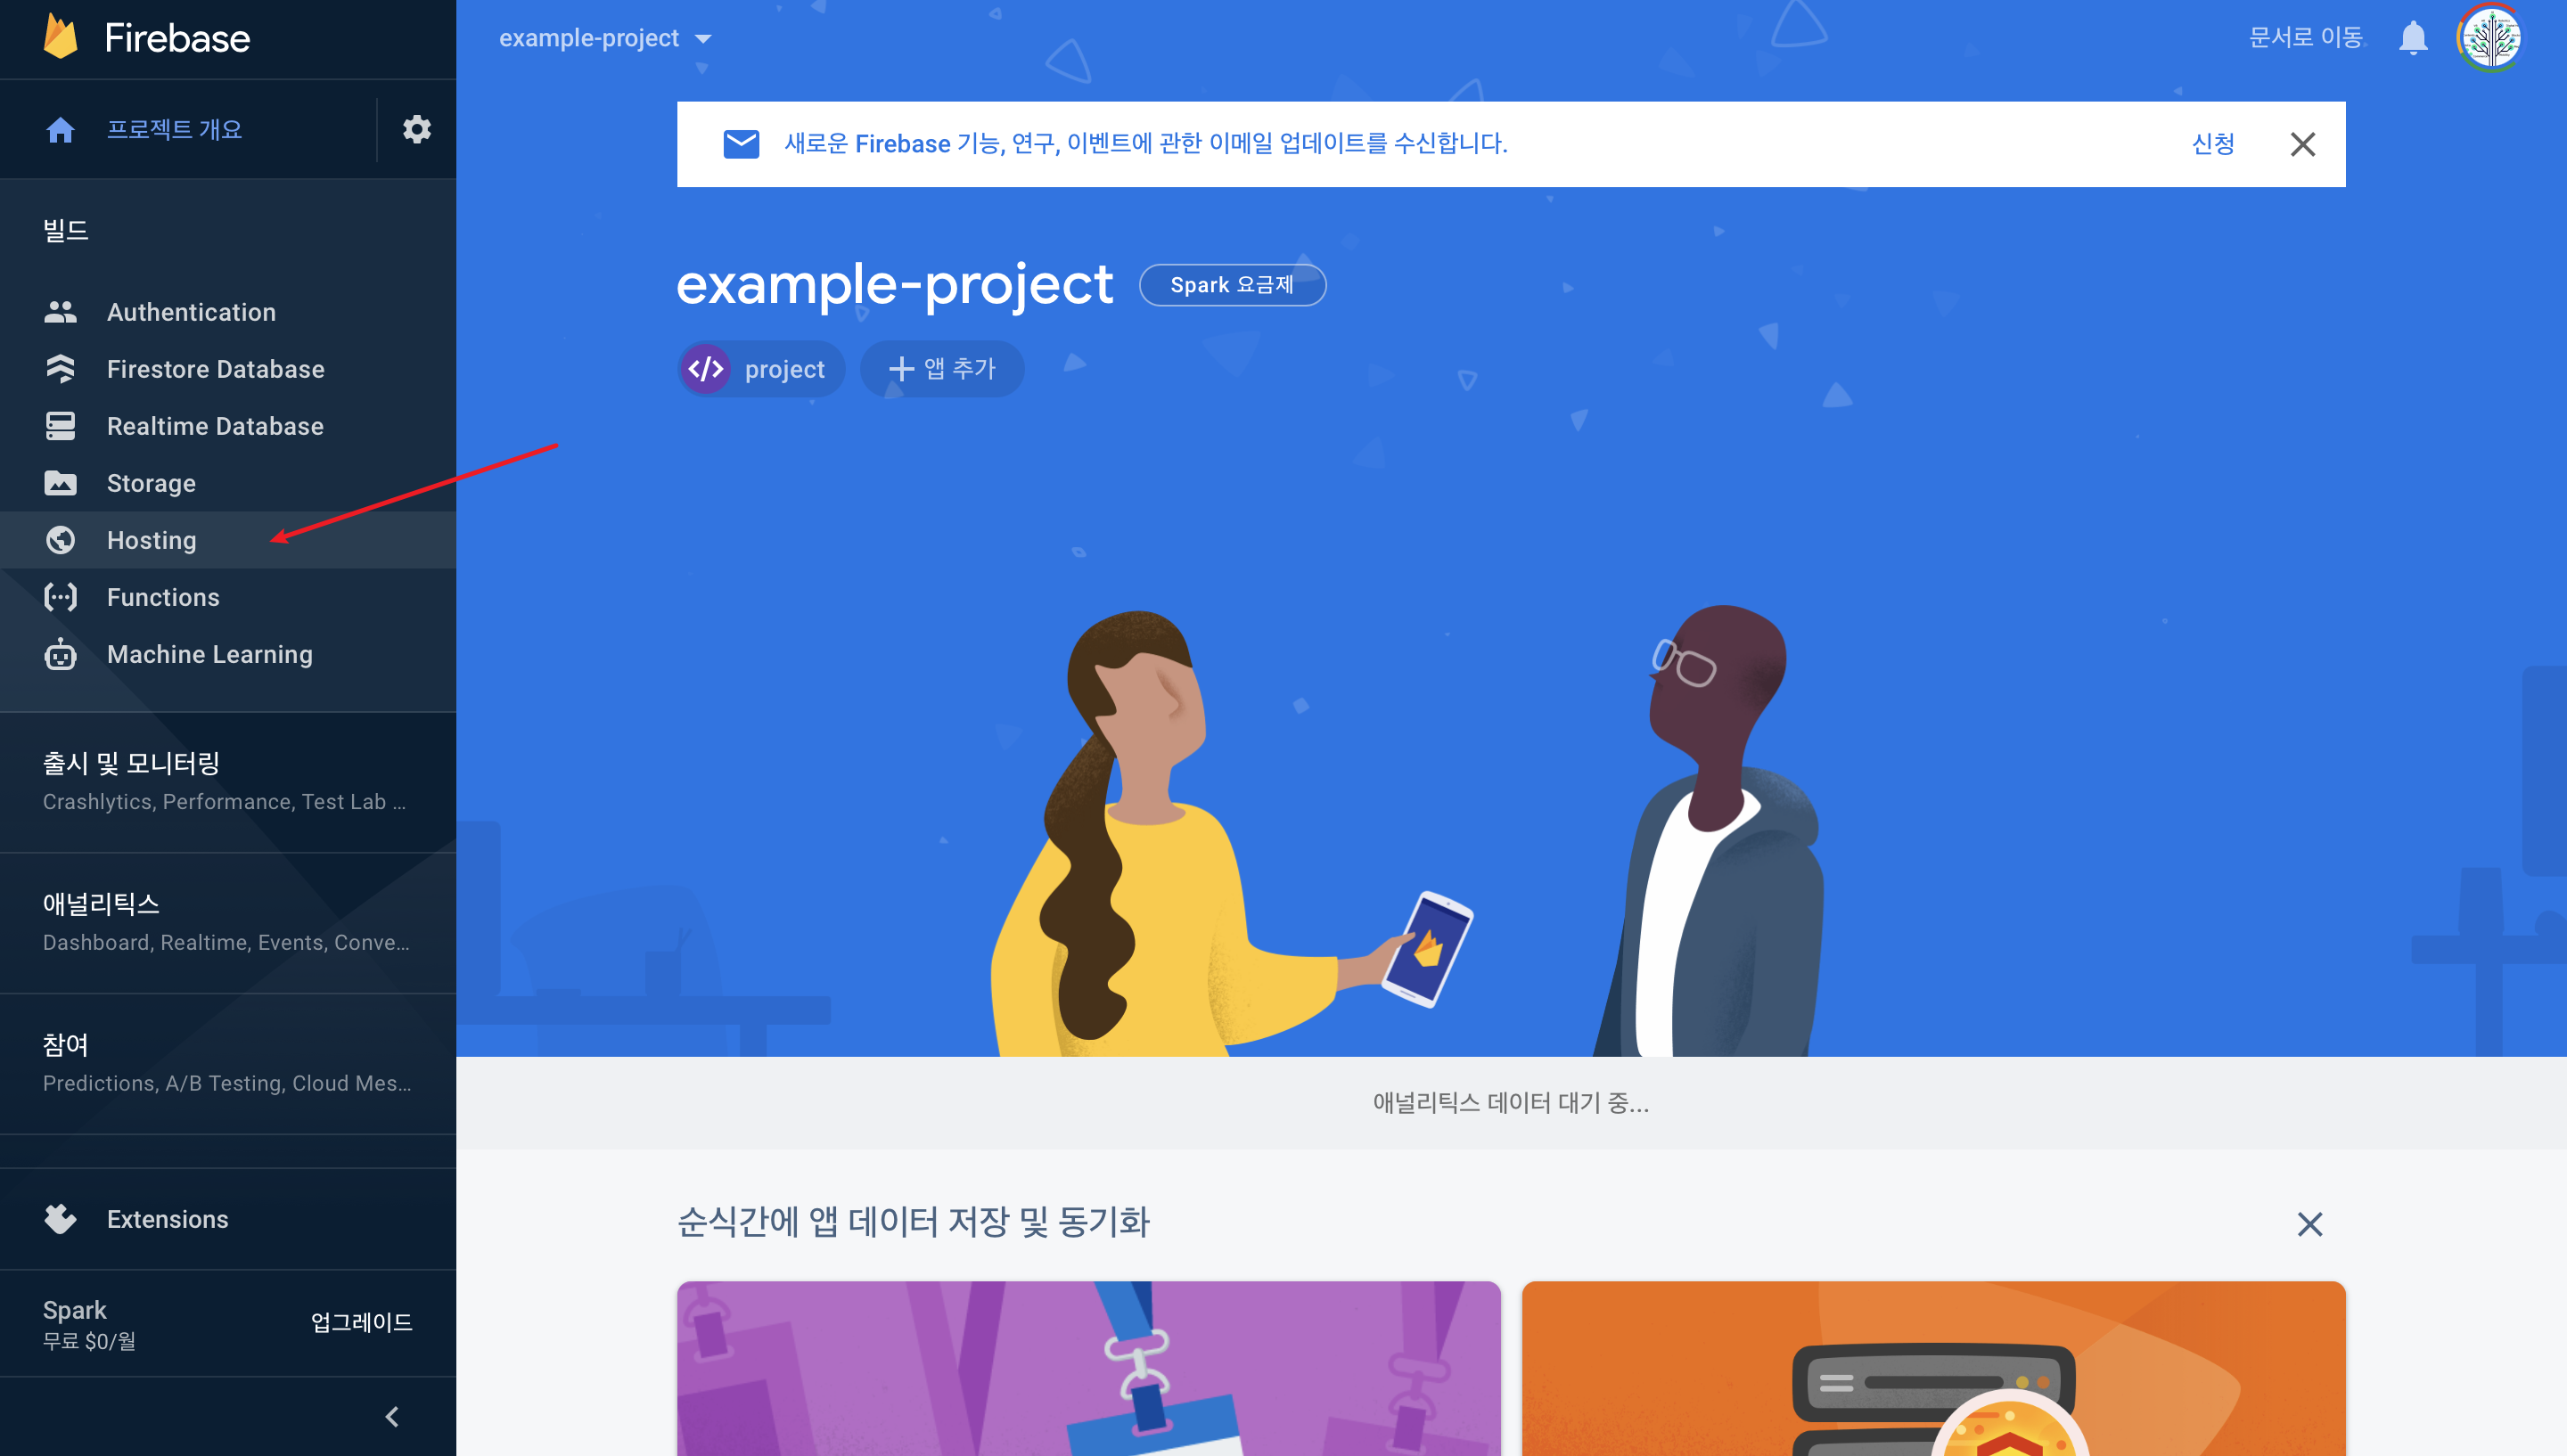 Firebase
프로젝트 개요
빌드
Authentication
Firestore Database
Realtime Database
Storage
Hosting
Functions
Machine Learning
출시 및 모니터링
Crashlytics, Performance, Test Lab ...
애널리틱스
Dashboard, Realtime, Events, Conve...
참여
Predictions, A/B Testing, Cloud Mes...
Extensions
Spark
무료 $0/월
업그레이드
example-project
문서로 이동
새로운 Firebase 기능, 연구, 이벤트에 관한 이메일 업데이트를 수신합니다.
신청
example-project
Spark 요금제
</> project
+ 앱 추가
애널리틱스 데이터 대기 중...
순식간에 앱 데이터 저장 및 동기화